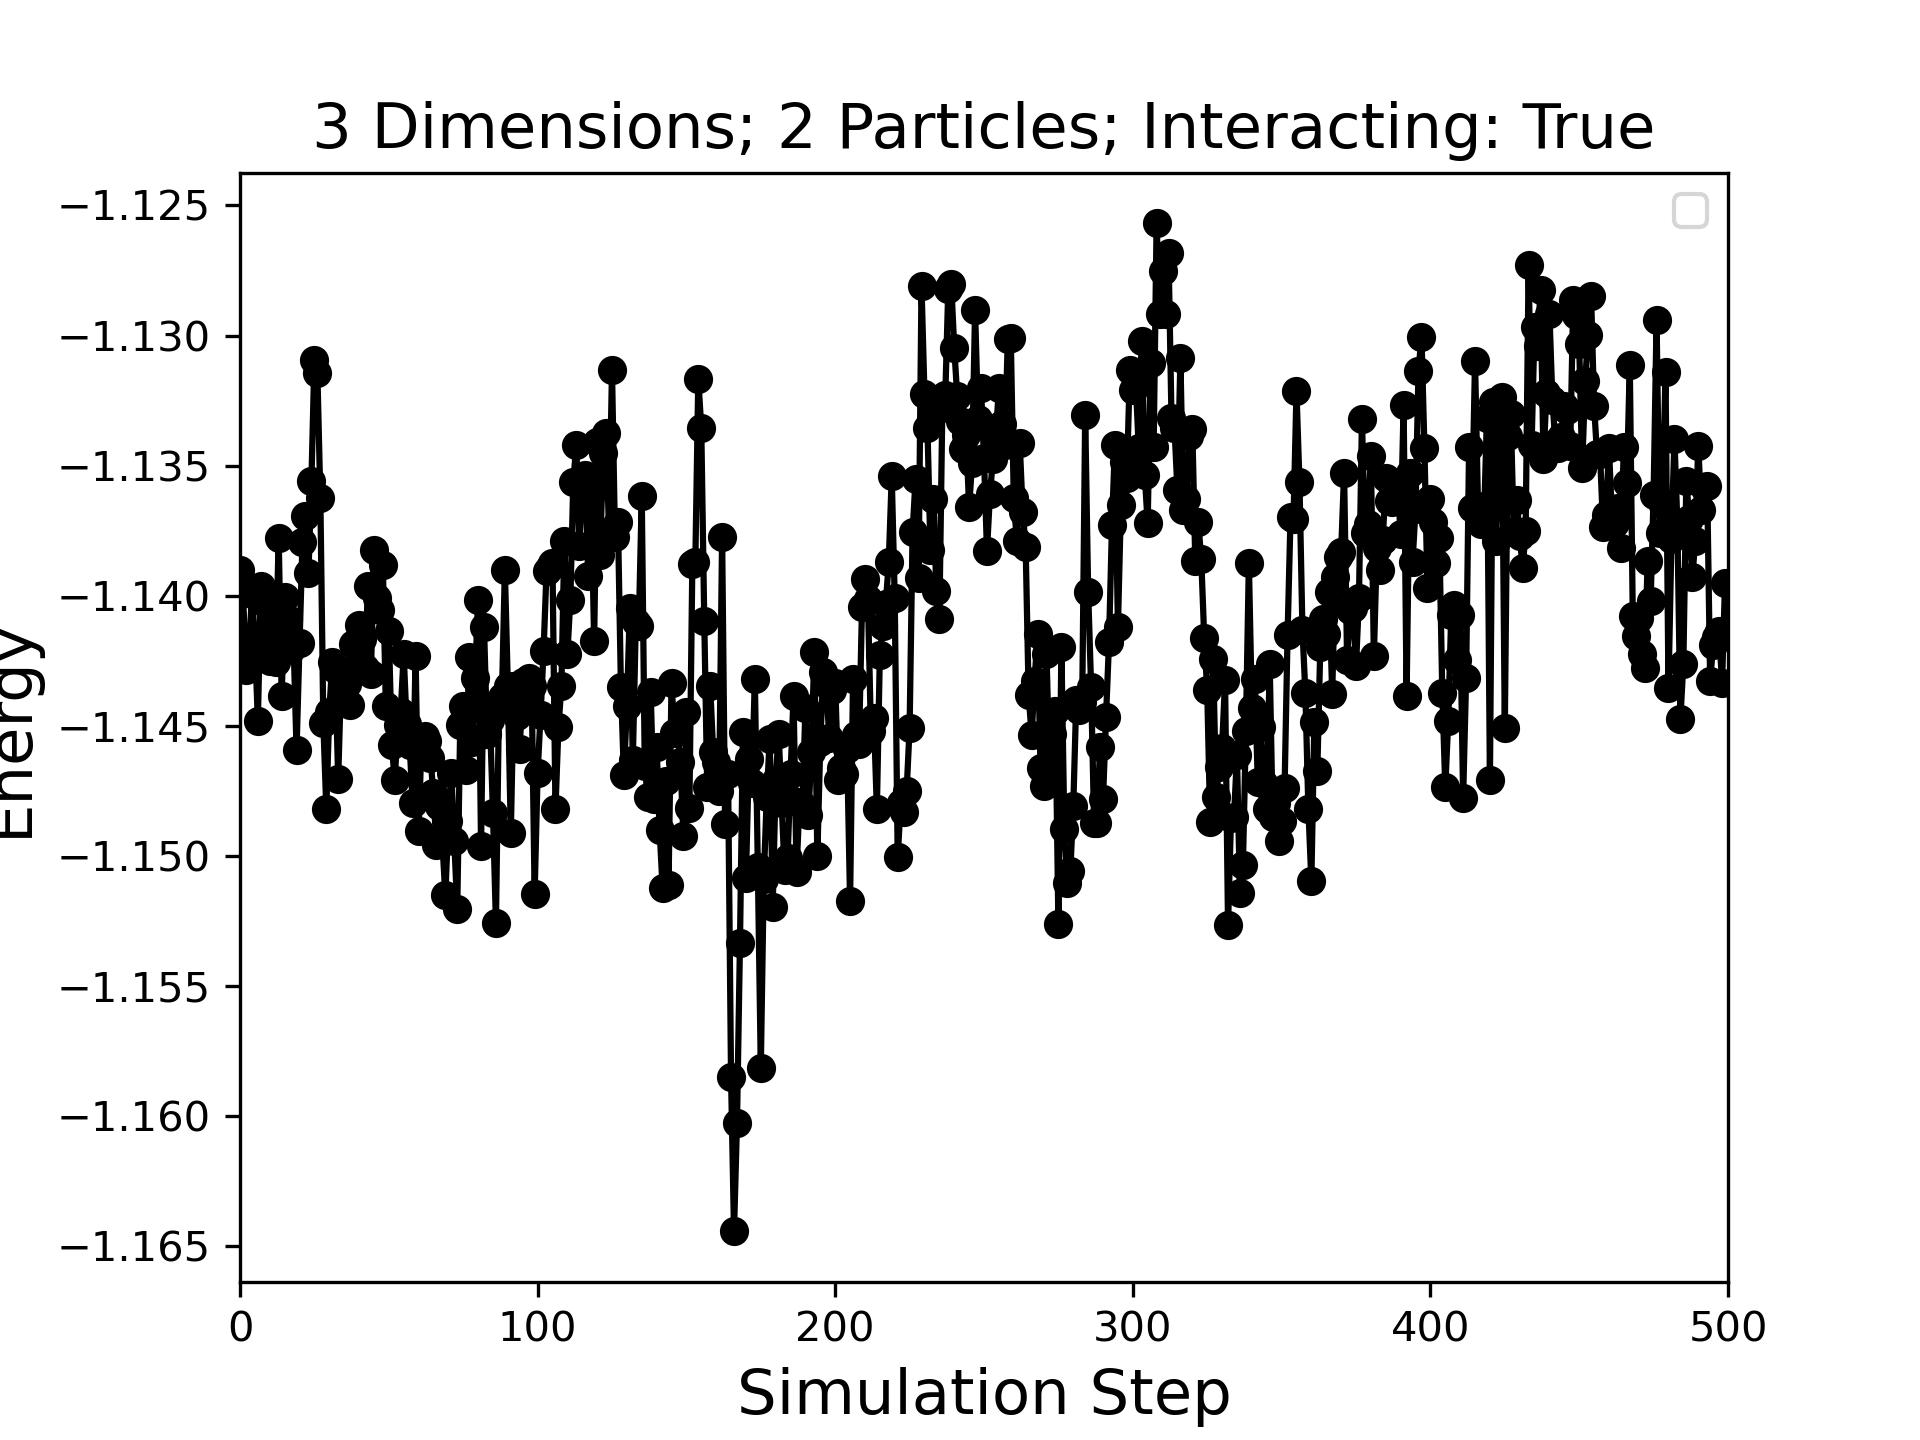 3 Dimensions; 2 Particles; Interacting: True
−1.125
−1.130
−1.135
−1.140
−1.145
−1.150
−1.155
−1.160
−1.165
Energy
0 100 200 300 400 500
Simulation Step